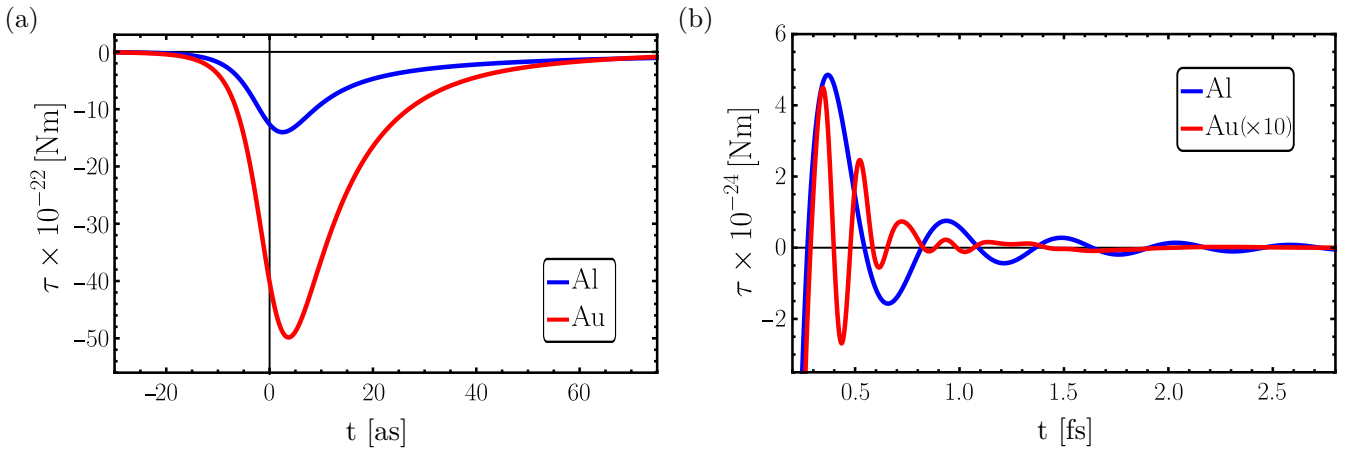 (a)
0
-10
-20
-30
-40
-50
τ × 10⁻²² [Nm]
Al
Au
−20
0
20
40
60
t [as]
(b)
6
4
2
0
-2
τ × 10⁻²⁴ [Nm]
Al
Au(×10)
0.5
1.0
1.5
2.0
2.5
t [fs]